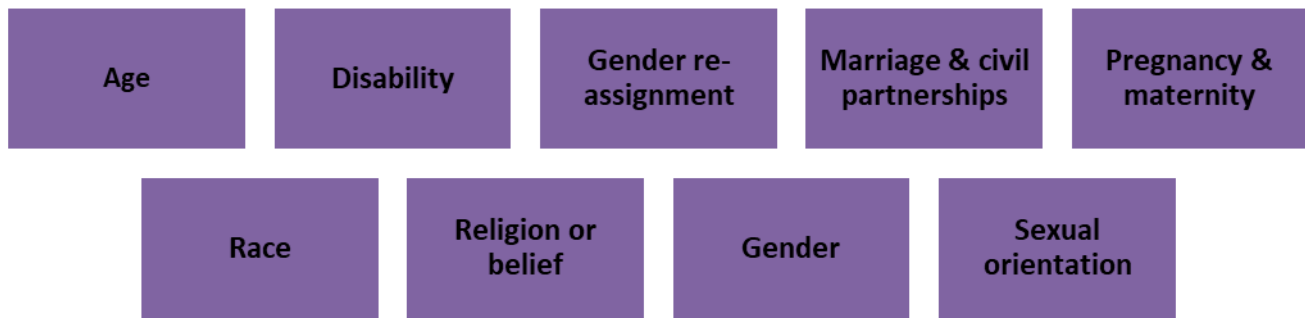 Age
Disability
Gender re-
assignment
Marriage & civil
partnerships
Pregnancy &
maternity
Race
Religion or
belief
Gender
Sexual
orientation